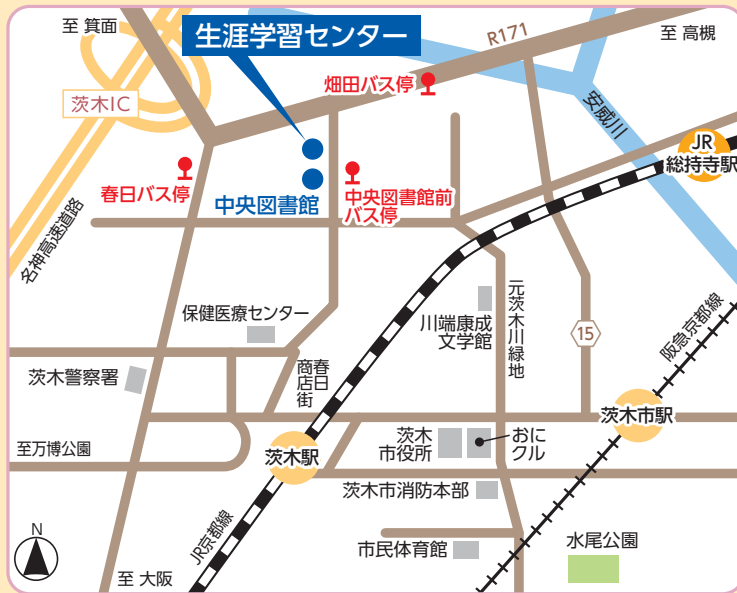 至 箕面
生涯学習センター
R171
至 高槻
畑田バス停
茨木IC
安威川
JR
総持寺駅
春日バス停
中央図書館
中央図書館前
バス停
名神高速道路
保健医療センター
川端康成
文学館
元茨木川緑地
15
阪急京都線
茨木警察署
春日
商店街
茨木市駅
至万博公園
茨木駅
茨木
市役所
おに
クル
茨木市消防本部
JR京都線
市民体育館
水尾公園
N
至 大阪